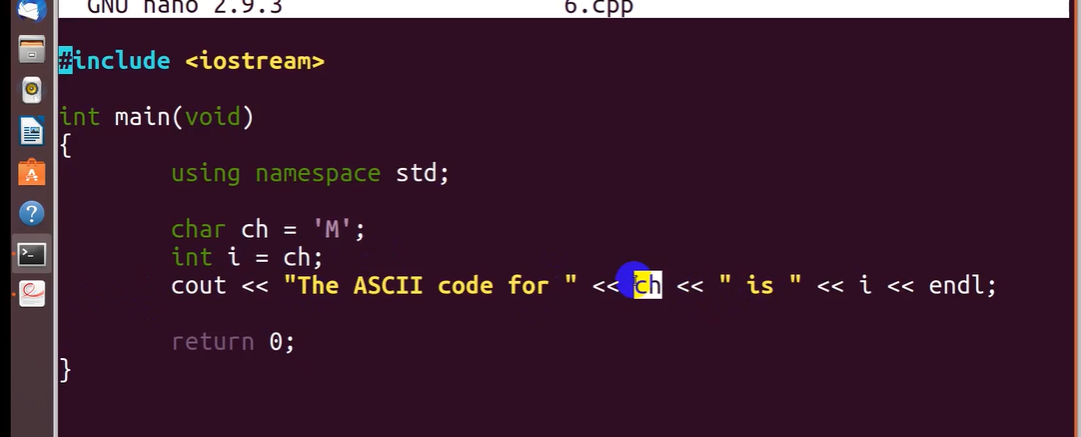 GNU nano 2.9.3 6.cpp
#include <iostream>
int main(void)
{
using namespace std;
char ch = 'M';
int i = ch;
cout << "The ASCII code for " << ch << " is " << i << endl;
return 0;
}